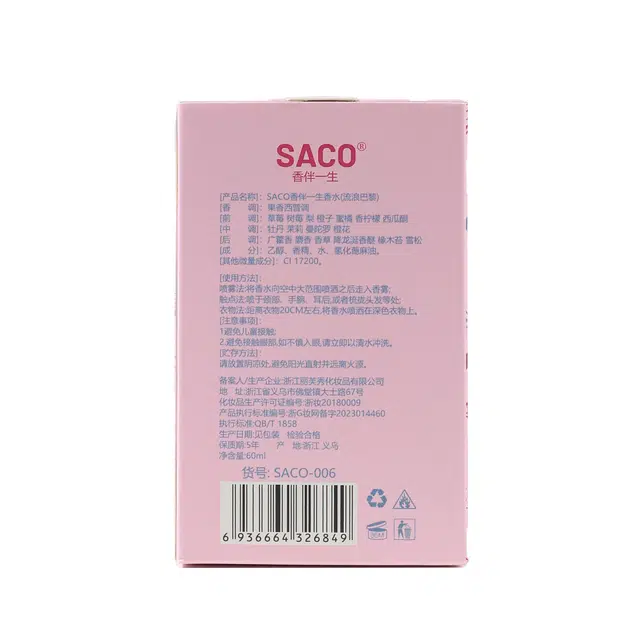 SACO®
香伴一生
[产品名称]: SACO香伴一生香水(流浪巴黎)
[香 调]: 果香西普调
[前 调]: 草莓 树莓 梨 橙子 蜜橘 香柠檬 西瓜酮
[中 调]: 牡丹 茉莉 曼陀罗 橙花
[后 调]: 广藿香 麝香 香草 降龙涎香醚 橡木苔 雪松
[成 分]: 乙醇、香精、水、氢化蓖麻油。
[其他微量成分]: CI 17200。
[使用方法]:
喷雾法:将香水向空中大范围喷洒之后走入香雾;
触点法:喷于颈部、手腕、耳后,或者梳拢头发等处;
衣物法:距离衣物20CM左右,将香水喷洒在深色衣物上。
[注意事项]:
1避免儿童接触;
2.避免接触眼部,如不慎入眼,请立即以清水冲洗。
[贮存方法]:
请放置阴凉处,避免阳光直射并远离火源。
备案人/生产企业:浙江丽芙秀化妆品有限公司
地 址:浙江省义乌市佛堂镇大士路67号
化妆品生产许可证编号:浙妆20180009
产品执行标准编号:浙G妆网备字2023014460
执行标准:QB/T 1858
生产日期:见包装 检验合格
保质期:5年 产 地:浙江 义乌
净含量:60ml
货号: SACO-006
6 936664 326849